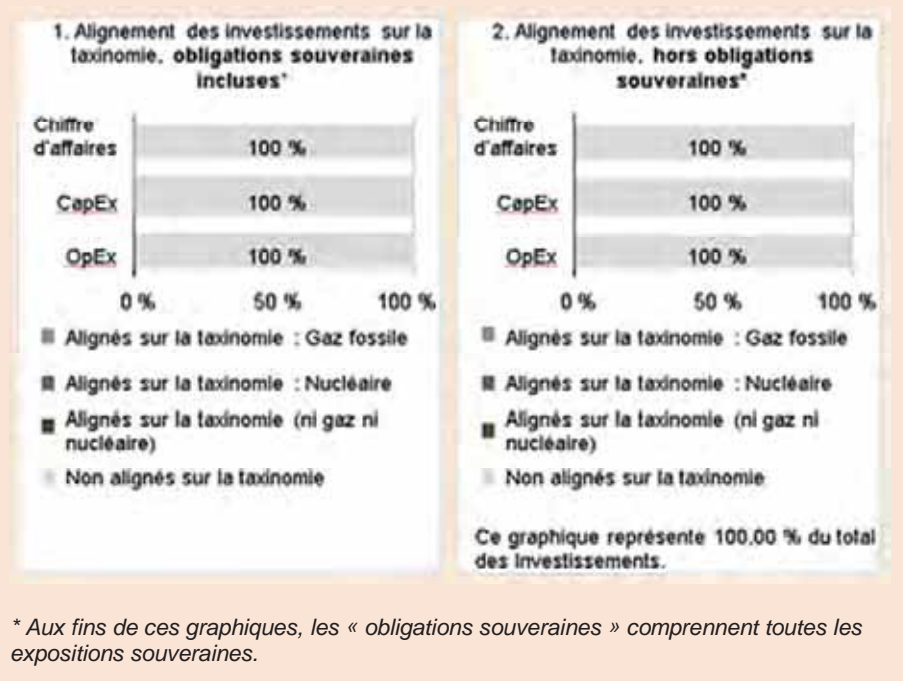 1. Alignement des investissements sur la
taxinomie, obligations souveraines
incluses*
Chiffre
d'affaires
100 %
CapEx
100 %
OpEx
100 %
0 %
50 %
100 %
Alignés sur la taxinomie : Gaz fossile
Alignés sur la taxinomie : Nucléaire
Alignés sur la taxinomie (ni gaz ni
nucléaire)
Non alignés sur la taxinomie
2. Alignement des investissements sur la
taxinomie, hors obligations
souveraines*
Chiffre
d'affaires
100 %
CapEx
100 %
OpEx
100 %
0 %
50 %
100 %
Alignés sur la taxinomie : Gaz fossile
Alignés sur la taxinomie : Nucléaire
Alignés sur la taxinomie (ni gaz ni
nucléaire)
Non alignés sur la taxinomie
Ce graphique représente 100,00 % du total
des investissements.
* Aux fins de ces graphiques, les « obligations souveraines » comprennent toutes les
expositions souveraines.